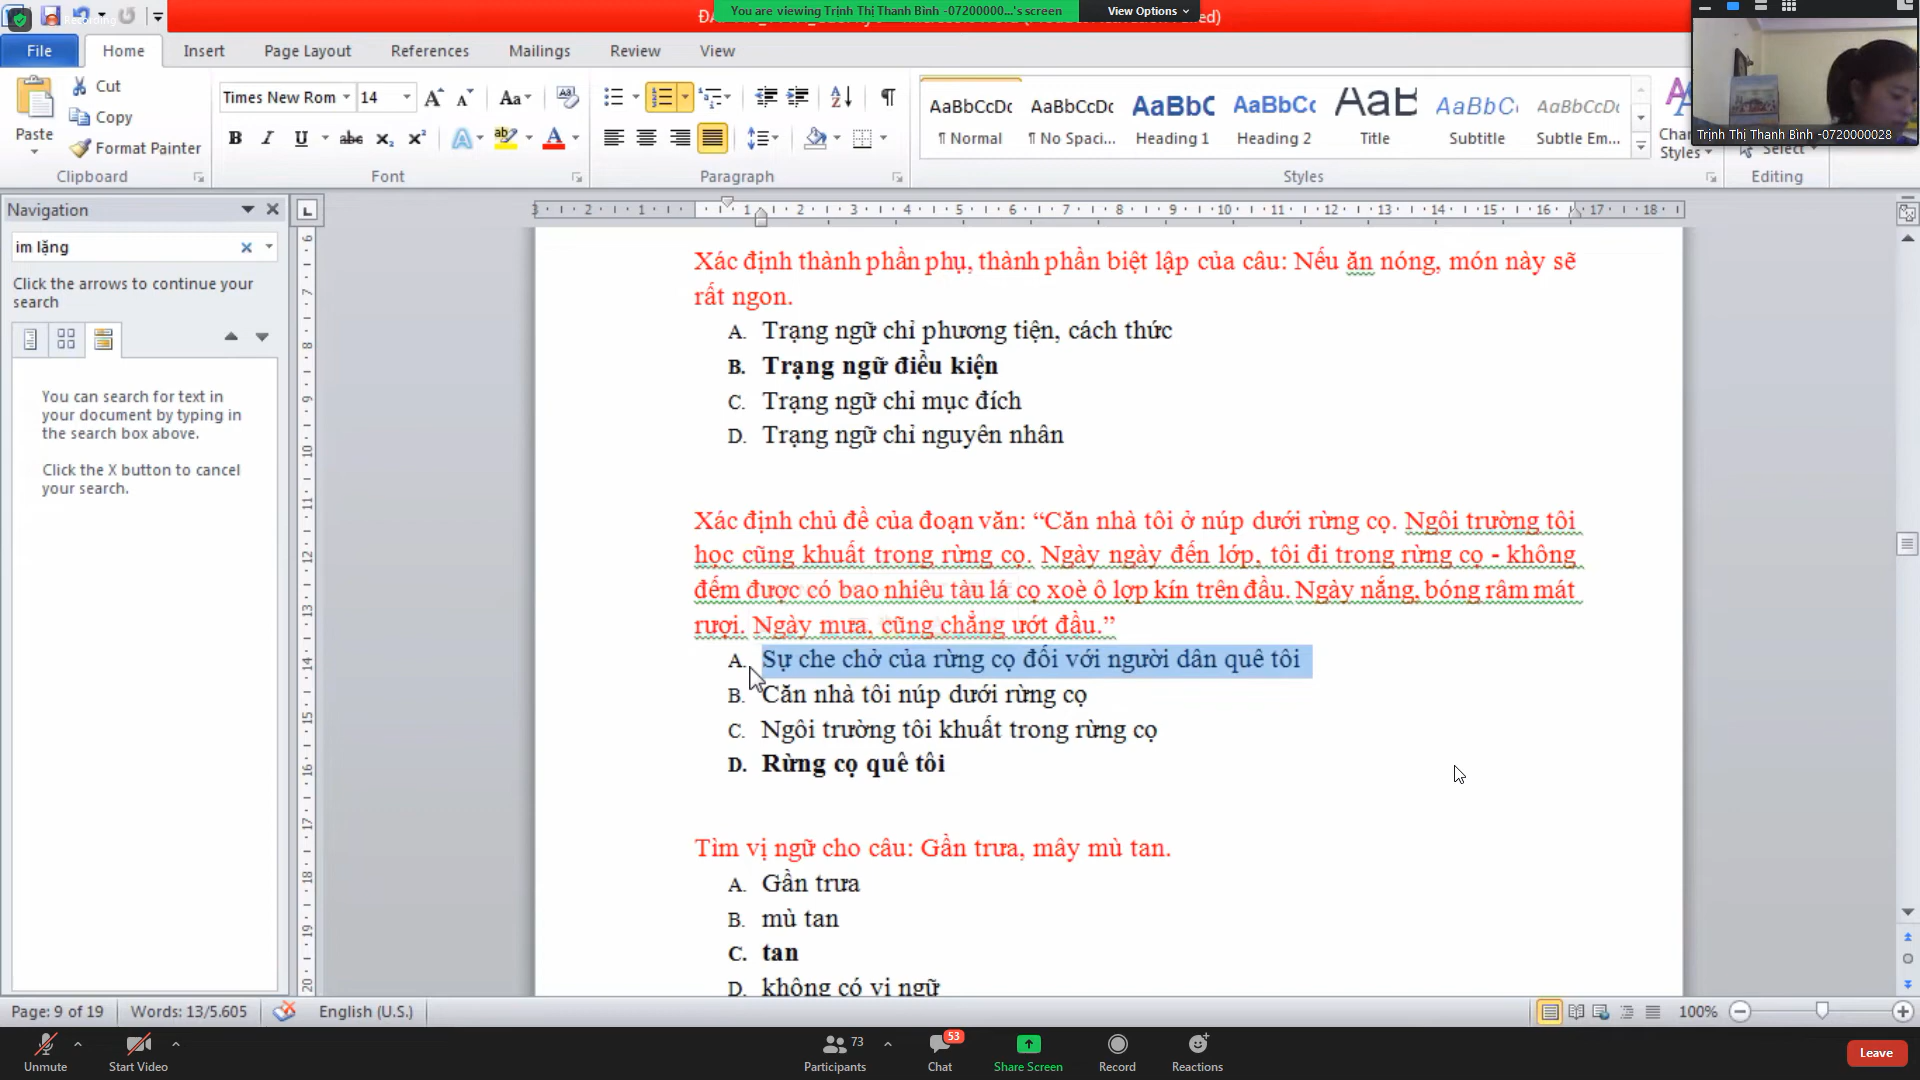 You are viewing Trịnh Thị Thanh Bình -07200000...'s screen
View Options
File
Home
Insert
Page Layout
References
Mailings
Review
View
Cut
Copy
Format Painter
Paste
Clipboard
Times New Rom
14
Font
Paragraph
AaBbCcDc
¶ Normal
AaBbCcDc
¶ No Spaci...
AaBbC
Heading 1
AaBbCc
Heading 2
AaB
Title
AaBbC
Subtitle
AaBbCcDc
Subtle Em...
Styles
Styles
Select
Editing
Trịnh Thị Thanh Bình -0720000028
Navigation
im lặng
Click the arrows to continue your
search
You can search for text in
your document by typing in
the search box above.
Click the X button to cancel
your search.
Xác định thành phần phụ, thành phần biệt lập của câu: Nếu ăn nóng, món này sẽ
rất ngon.
A. Trạng ngữ chỉ phương tiện, cách thức
B. Trạng ngữ điều kiện
C. Trạng ngữ chỉ mục đích
D. Trạng ngữ chỉ nguyên nhân
Xác định chủ đề của đoạn văn: “Căn nhà tôi ở núp dưới rừng cọ. Ngôi trường tôi
học cũng khuất trong rừng cọ. Ngày ngày đến lớp, tôi đi trong rừng cọ - không
đếm được có bao nhiêu tàu lá cọ xoè ô lợp kín trên đầu. Ngày nắng, bóng râm mát
rượi. Ngày mưa, cũng chẳng ướt đầu.”
A. Sự che chở của rừng cọ đối với người dân quê tôi
B. Căn nhà tôi núp dưới rừng cọ
C. Ngôi trường tôi khuất trong rừng cọ
D. Rừng cọ quê tôi
Tìm vị ngữ cho câu: Gần trưa, mây mù tan.
A. Gần trưa
B. mù tan
C. tan
D. không có vị ngữ
Page: 9 of 19
Words: 13/5.605
English (U.S.)
100%
Unmute
Start Video
73
Participants
53
Chat
Share Screen
Record
Reactions
Leave